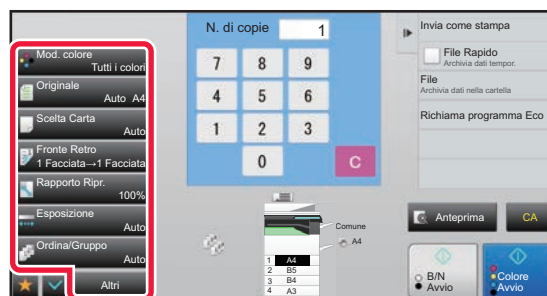 N. di copie 1
Mod. colore
Tutti i colori
Originale
Auto A4
Scelta Carta
Auto
Fronte Retro
1 Facciata→1 Facciata
Rapporto Ripr.
100%
Esposizione
Auto
Ordina/Gruppo
Auto
Altri
7 8 9
4 5 6
1 2 3
0 C
Comune
A4
1 A4
2 B5
3 B4
4 A3
Invia come stampa
File Rapido
Archivia dati tempor.
File
Archivia dati nella cartella
Richiama programma Eco
Anteprima
CA
B/N
Avvio
Colore
Avvio